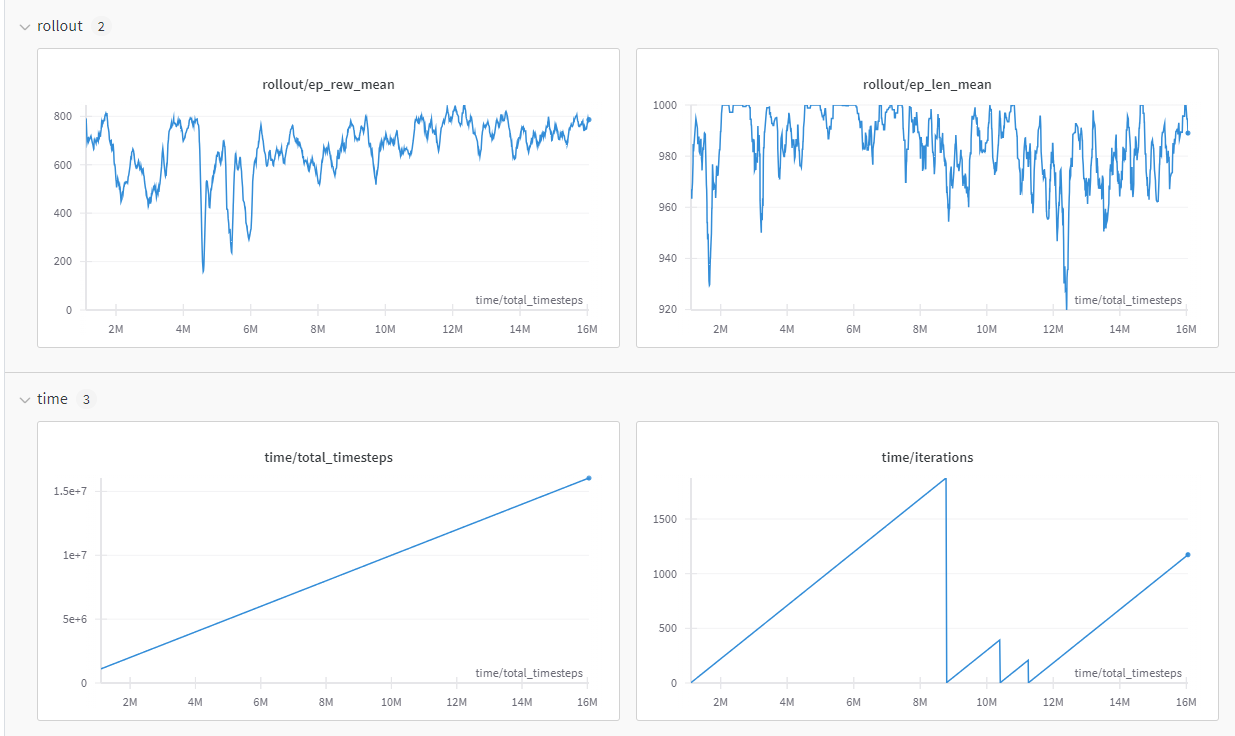 rollout 2
rollout/ep_rew_mean
800
600
400
200
0
time/total_timesteps
2M 4M 6M 8M 10M 12M 14M 16M
rollout/ep_len_mean
1000
980
960
940
920
time/total_timesteps
2M 4M 6M 8M 10M 12M 14M 16M
time 3
time/total_timesteps
1.5e+7
1e+7
5e+6
0
time/total_timesteps
2M 4M 6M 8M 10M 12M 14M 16M
time/iterations
1500
1000
500
0
time/total_timesteps
2M 4M 6M 8M 10M 12M 14M 16M